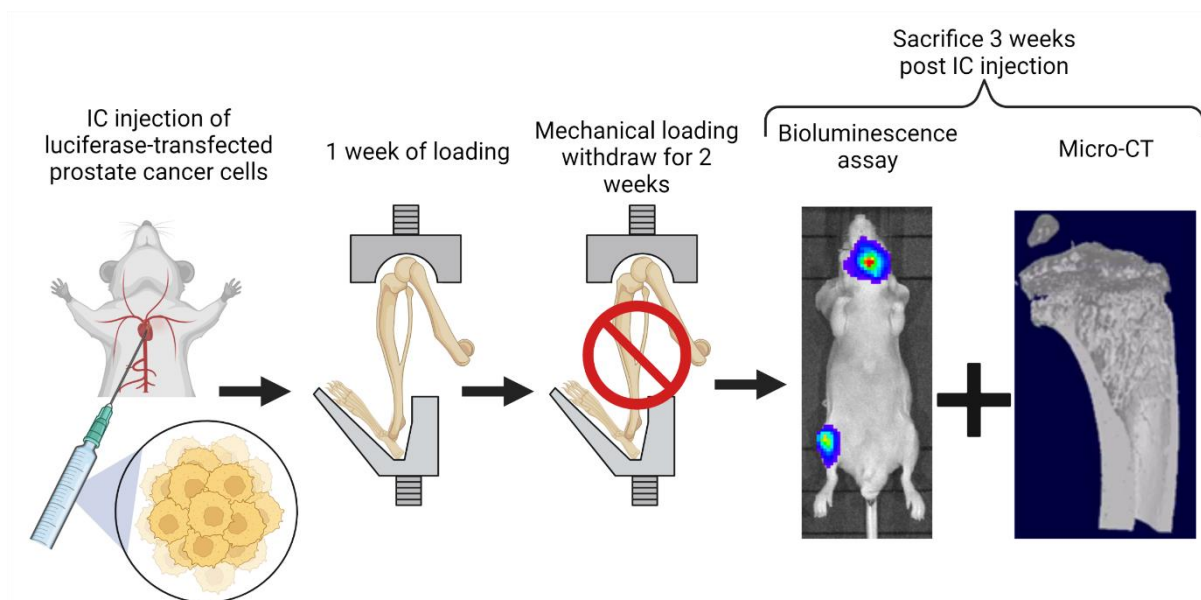 Sacrifice 3 weeks
post IC injection
IC injection of
luciferase-transfected
prostate cancer cells
1 week of loading
Mechanical loading
withdraw for 2
weeks
Bioluminescence
assay
Micro-CT